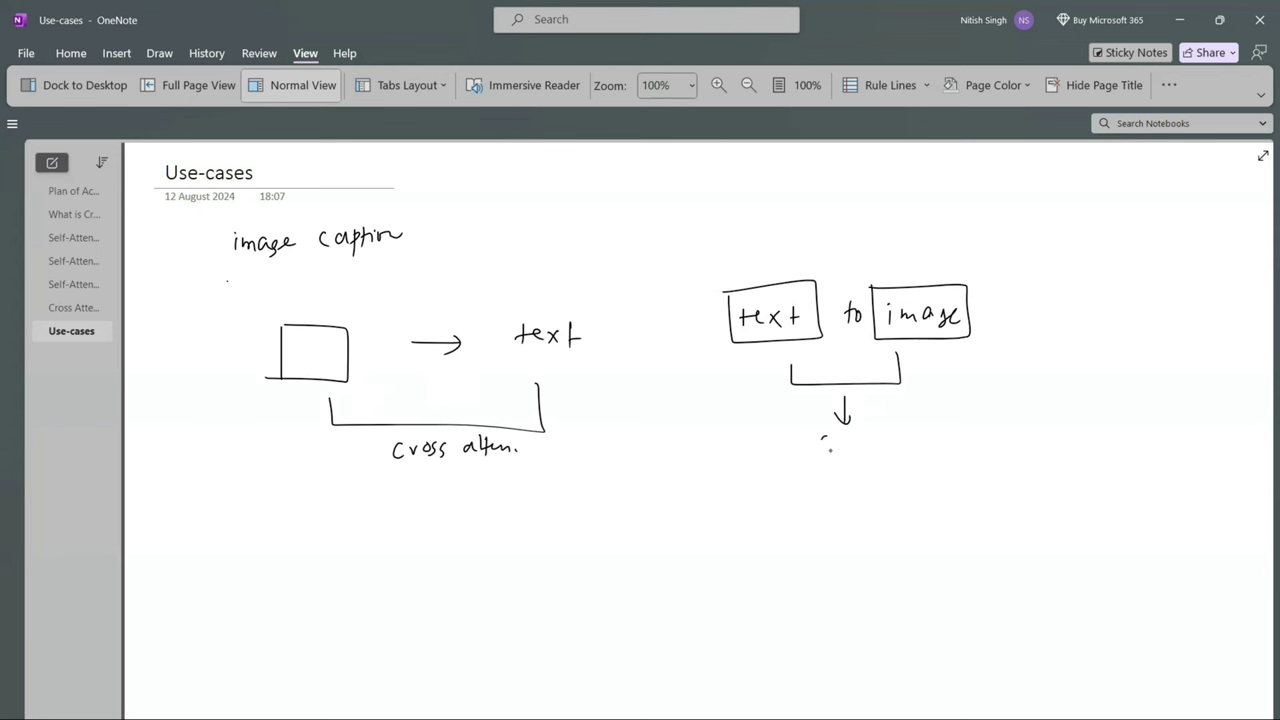 Use-cases - OneNote
Search
Nitish Singh NS
Buy Microsoft 365
File Home Insert Draw History Review View Help
Sticky Notes Share
Dock to Desktop Full Page View Normal View Tabs Layout Immersive Reader Zoom: 100% 100% Rule Lines Page Color Hide Page Title
Search Notebooks
Plan of Ac...
What is Cr...
Self-Atten...
Self-Atten...
Self-Atten...
Cross Atte...
Use-cases
Use-cases
12 August 2024 18:07
image caption
text to image
→ text
cross atten.